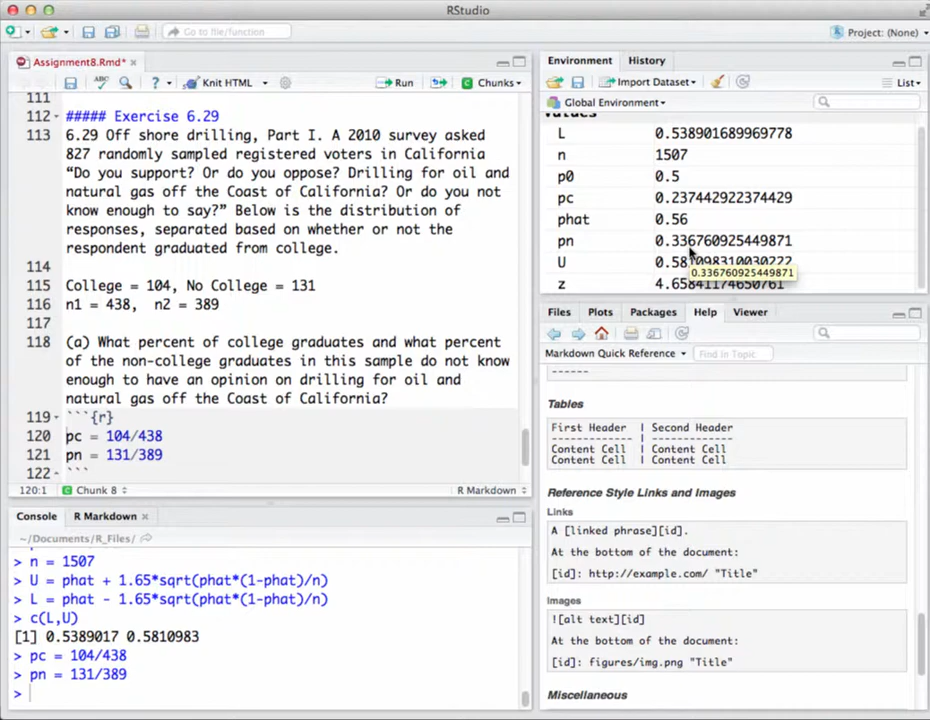 RStudio
Go to file/function
Project: (None)
Assignment8.Rmd*
ABC
?
Knit HTML
Run
Chunks
111
112 ##### Exercise 6.29
113 6.29 Off shore drilling, Part I. A 2010 survey asked
827 randomly sampled registered voters in California
“Do you support? Or do you oppose? Drilling for oil and
natural gas off the Coast of California? Or do you not
know enough to say?” Below is the distribution of
responses, separated based on whether or not the
respondent graduated from college.
114
115 College = 104, No College = 131
116 n1 = 438,  n2 = 389
117
118 (a) What percent of college graduates and what percent
of the non-college graduates in this sample do not know
enough to have an opinion on drilling for oil and
natural gas off the Coast of California?
119 ```{r}
120 pc = 104/438
121 pn = 131/389
122 ```
120:1 Chunk 8 R Markdown
Console R Markdown
~/Documents/R_Files/
> n = 1507
> U = phat + 1.65*sqrt(phat*(1-phat)/n)
> L = phat - 1.65*sqrt(phat*(1-phat)/n)
> c(L,U)
[1] 0.5389017 0.5810983
> pc = 104/438
> pn = 131/389
>
Environment History
Import Dataset List
Global Environment
Values
L 0.538901689969778
n 1507
p0 0.5
pc 0.237442922374429
phat 0.56
pn 0.336760925449871
U 0.581098310030222
0.336760925449871
z 4.65841174650761
Files Plots Packages Help Viewer
Markdown Quick Reference Find in Topic
------
Tables
First Header  | Second Header
------------- | -------------
Content Cell  | Content Cell
Content Cell  | Content Cell
Reference Style Links and Images
Links
A [linked phrase][id].
At the bottom of the document:
[id]: http://example.com/ "Title"
Images
![alt text][id]
At the bottom of the document:
[id]: figures/img.png "Title"
Miscellaneous